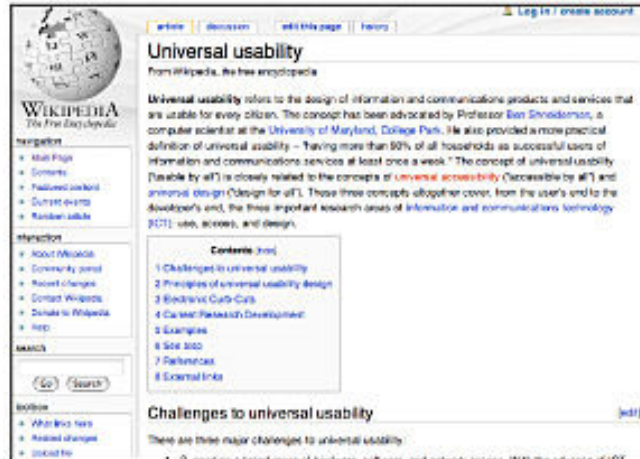 Log in / create account
article discussion edit this page history
Universal usability
From Wikipedia, the free encyclopedia
WIKIPEDIA
The Free Encyclopedia
navigation
Main Page
Contents
Featured content
Current events
Random article
interaction
About Wikipedia
Community portal
Recent changes
Contact Wikipedia
Donate to Wikipedia
Help
search
Go Search
toolbox
What links here
Related changes
Upload file
Universal usability refers to the design of information and communications products and services that
are usable for every citizen. The concept has been advocated by Professor Ben Shneiderman, a
computer scientist at the University of Maryland, College Park. He also provided a more practical
definition of universal usability – "having more than 90% of all households as successful users of
information and communications services at least once a week." The concept of universal usability
("usable by all") is closely related to the concepts of universal accessibility ("accessible by all") and
universal design ("design for all"). These three concepts altogether cover, from the user's end to the
developer's end, the three important research areas of information and communications technology
(ICT): use, access, and design.
Contents [hide]
1 Challenges to universal usability
2 Principles of universal usability design
3 Electronic Curb-Cuts
4 Current Research Development
5 Examples
6 See also
7 References
8 External links
Challenges to universal usability [edit]
There are three major challenges to universal usability: